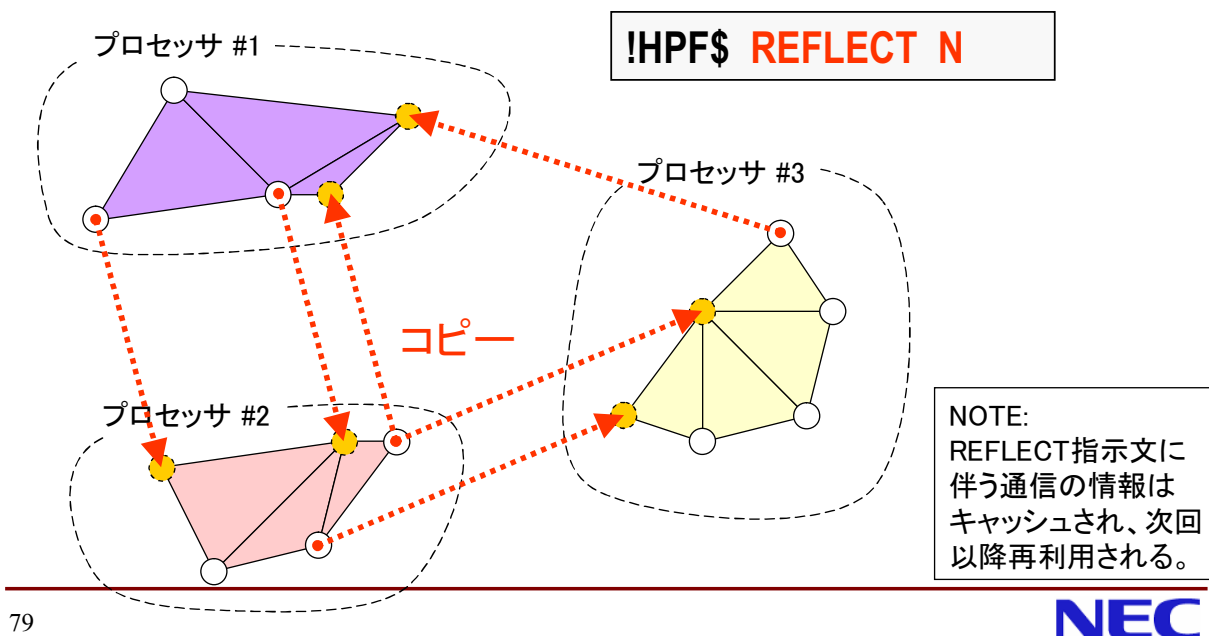 プロセッサ #1
!HPF$ REFLECT N
プロセッサ #3
コピー
プロセッサ #2
NOTE:
REFLECT指示文に
伴う通信の情報は
キャッシュされ、次回
以降再利用される。
79
NEC